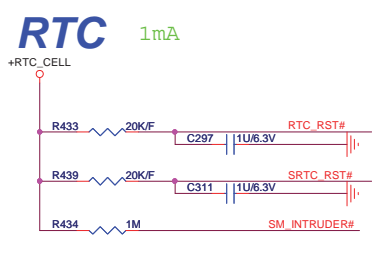 RTC 1mA
+RTC_CELL
R433 20K/F RTC_RST#
C297 1U/6.3V
R439 20K/F SRTC_RST#
C311 1U/6.3V
R434 1M SM_INTRUDER#